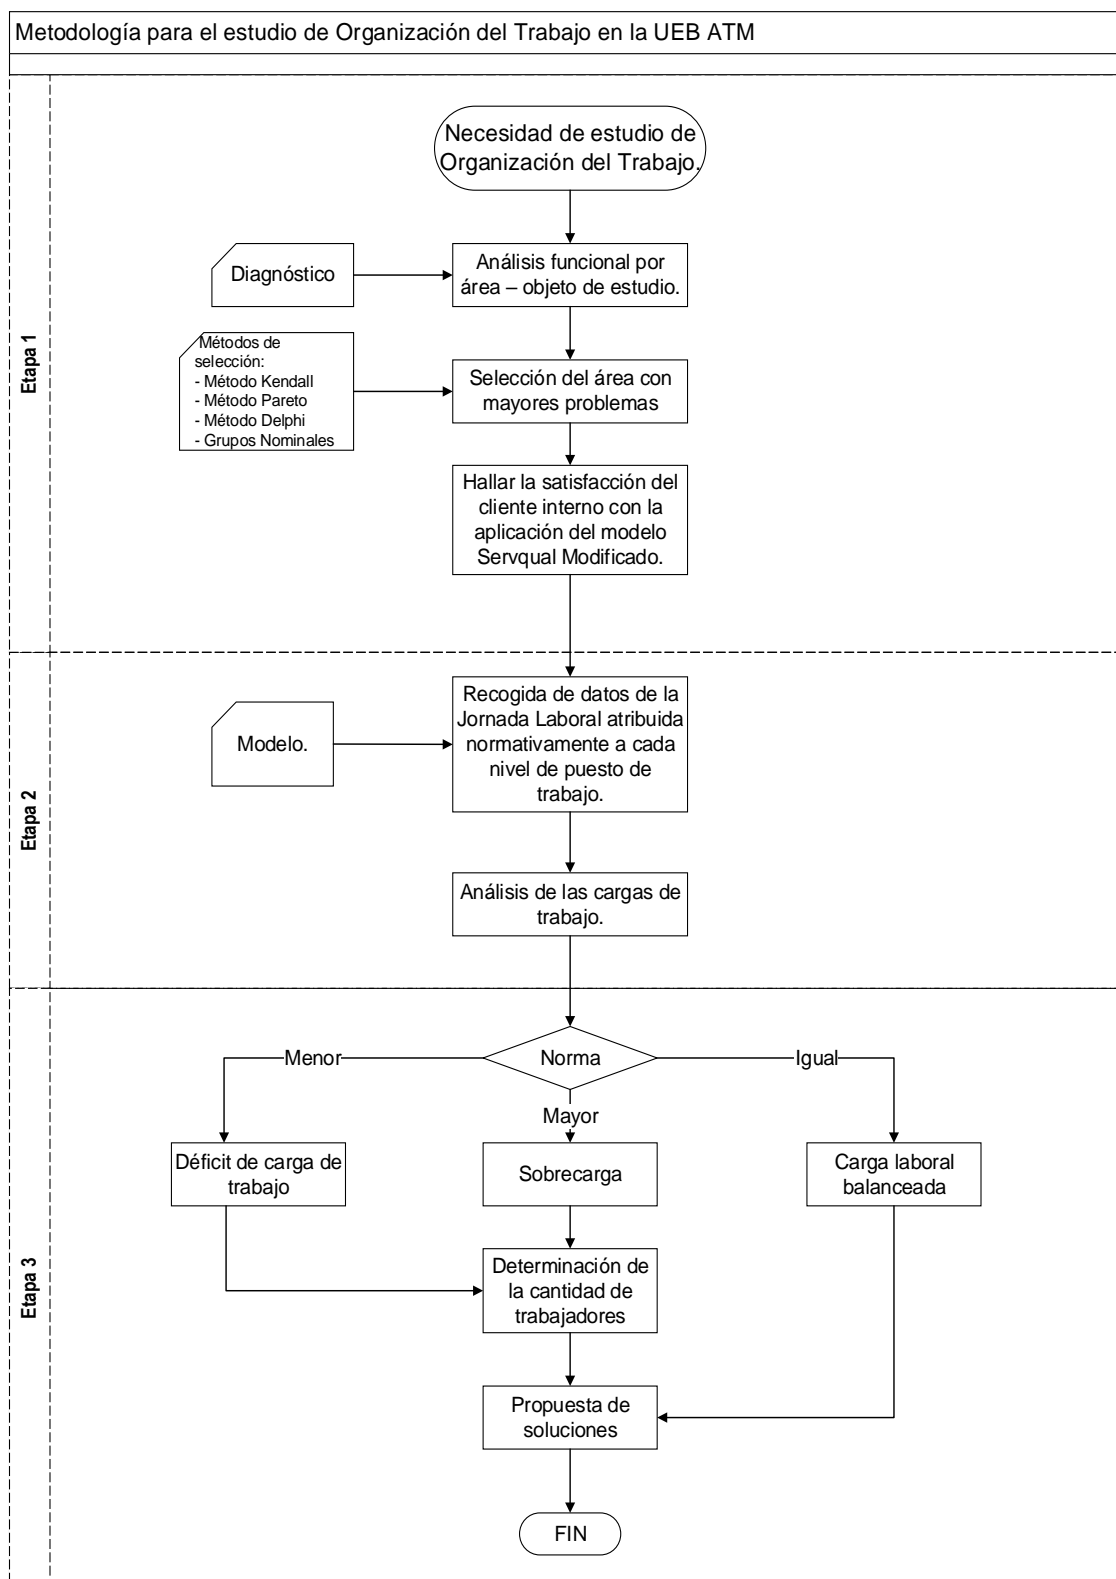 Metodología para el estudio de Organización del Trabajo en la UEB ATM
Etapa 1
Necesidad de estudio de
Organización del Trabajo.
Diagnóstico
Análisis funcional por
área – objeto de estudio.
Métodos de
selección:
- Método Kendall
- Método Pareto
- Método Delphi
- Grupos Nominales
Selección del área con
mayores problemas
Hallar la satisfacción del
cliente interno con la
aplicación del modelo
Servqual Modificado.
Etapa 2
Modelo.
Recogida de datos de la
Jornada Laboral atribuida
normativamente a cada
nivel de puesto de
trabajo.
Análisis de las cargas de
trabajo.
Etapa 3
Menor
Norma
Igual
Mayor
Déficit de carga de
trabajo
Sobrecarga
Carga laboral
balanceada
Determinación de
la cantidad de
trabajadores
Propuesta de
soluciones
FIN